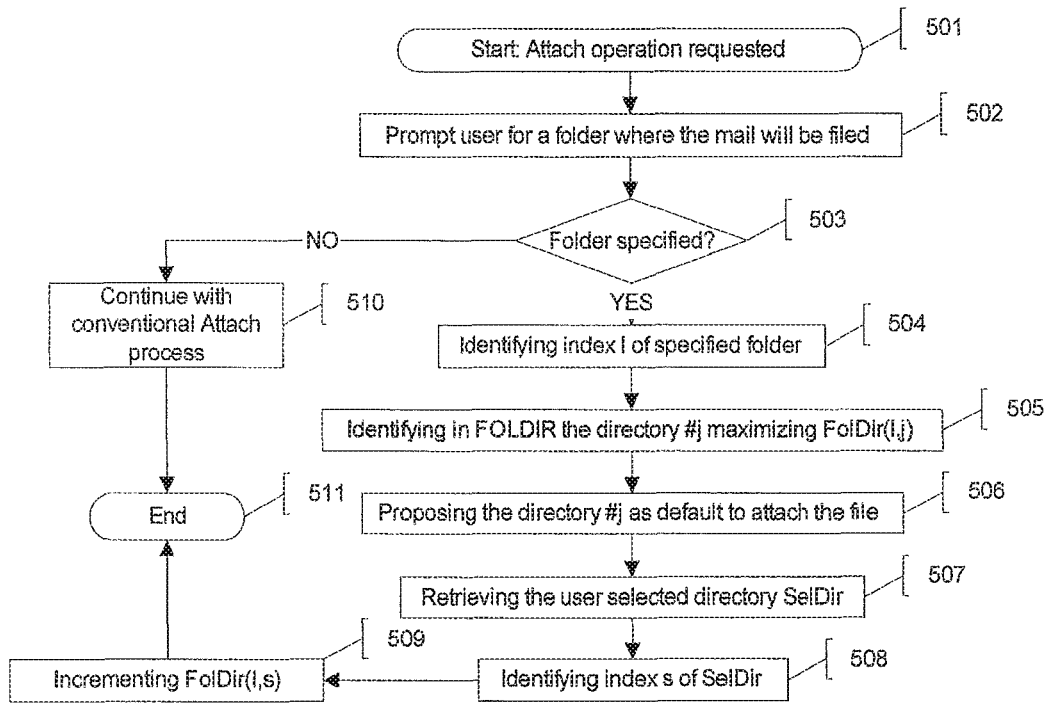 Start: Attach operation requested
501
Prompt user for a folder where the mail will be filed
502
Folder specified?
503
NO
YES
Continue with
conventional Attach
process
510
Identifying index I of specified folder
504
Identifying in FOLDIR the directory #j maximizing FolDir(I,j)
505
End
511
Proposing the directory #j as default to attach the file
506
Retrieving the user selected directory SelDir
507
Incrementing FolDir(I,s)
509
Identifying index s of SelDir
508